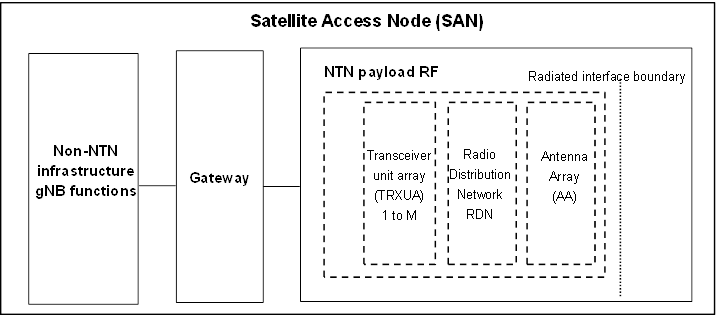 Satellite Access Node (SAN)
NTN payload RF
Radiated interface boundary
Non-NTN
infrastructure
gNB functions
Gateway
Transceiver
unit array
(TRXUA)
1 to M
Radio
Distribution
Network
RDN
Antenna
Array
(AA)